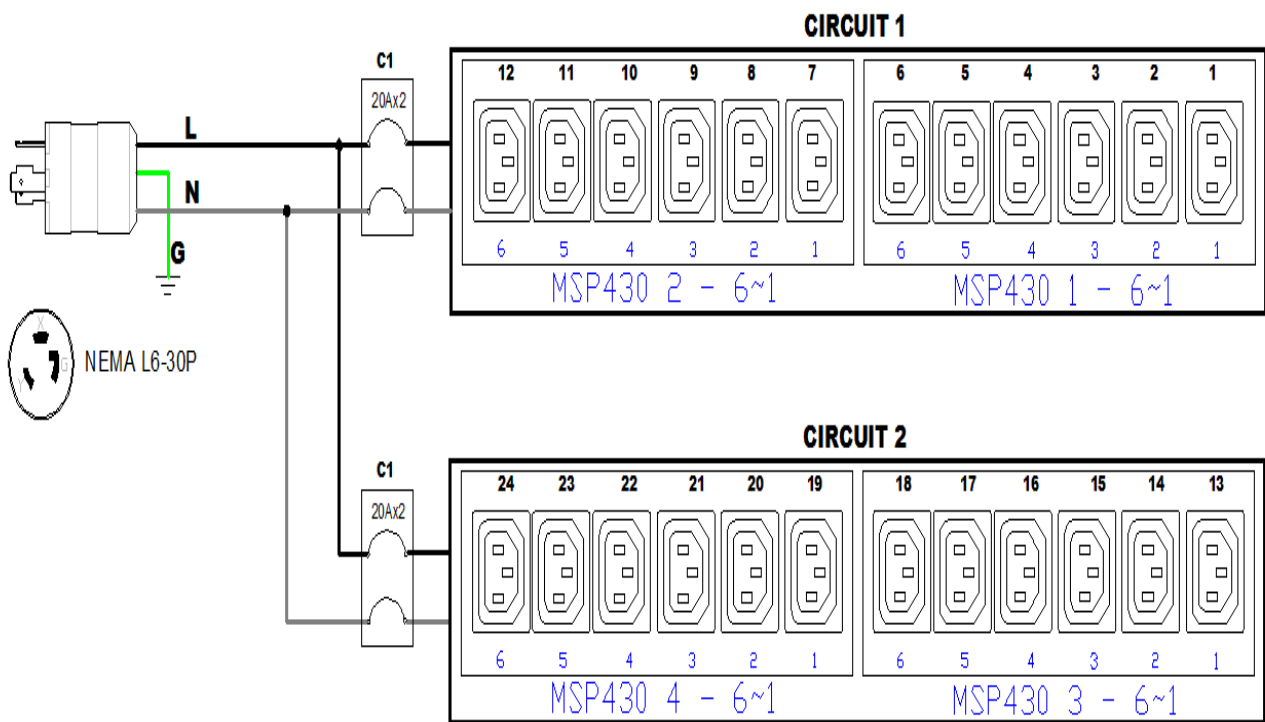 CIRCUIT 1
C1
20Ax2
12 11 10 9 8 7 6 5 4 3 2 1
L
N
G
6 5 4 3 2 1 6 5 4 3 2 1
MSP430 2 - 6~1 MSP430 1 - 6~1
X
G
Y
NEMA L6-30P
CIRCUIT 2
C1
20Ax2
24 23 22 21 20 19 18 17 16 15 14 13
6 5 4 3 2 1 6 5 4 3 2 1
MSP430 4 - 6~1 MSP430 3 - 6~1